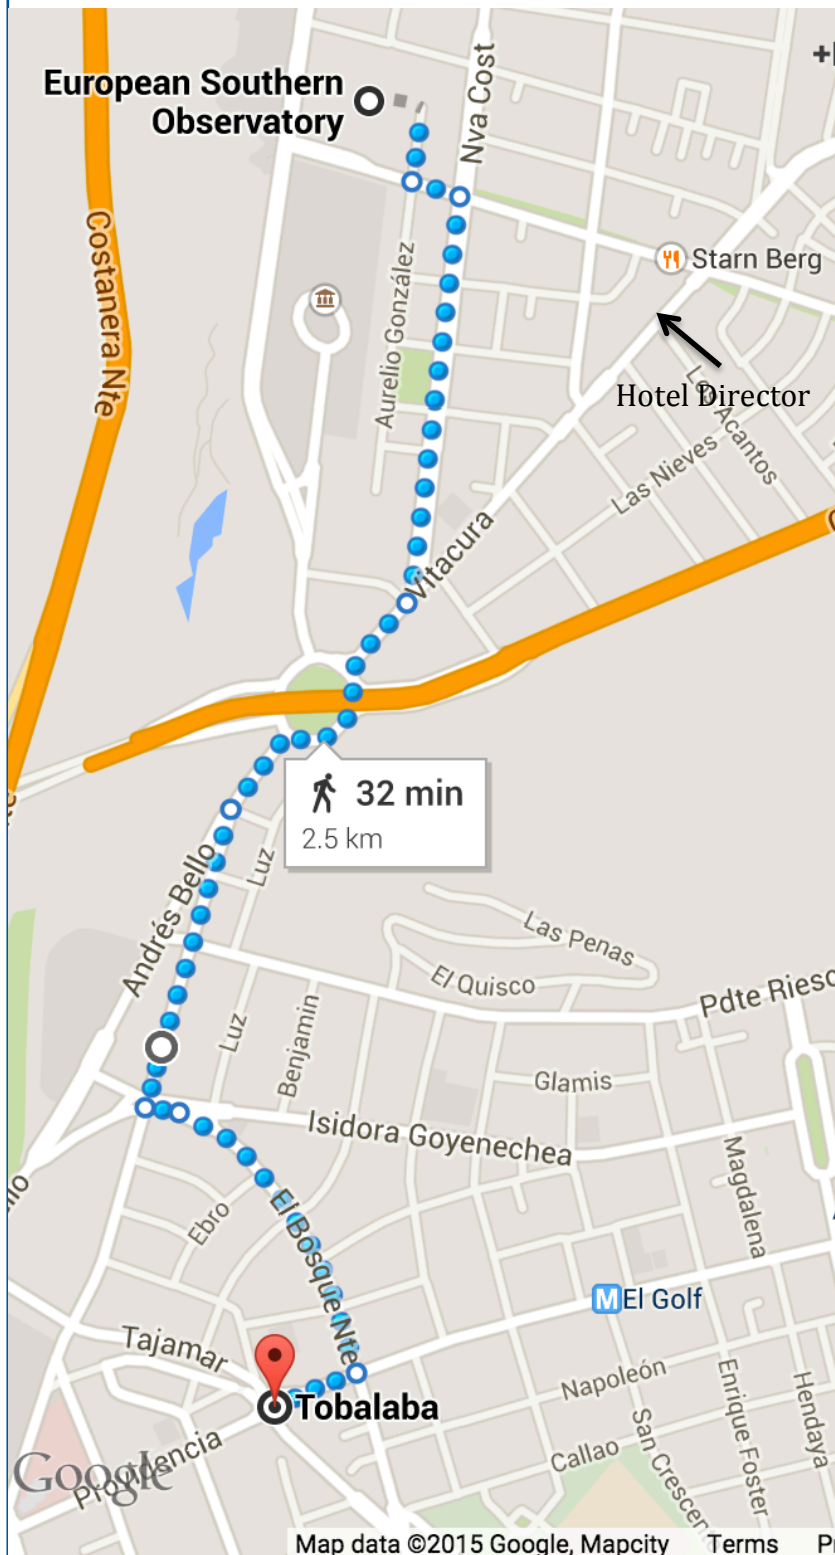 European Southern
Observatory
Nva Cost
Costanera Nte
Starn Berg
Aurelio González
Hotel Director
Los Acantos
Las Nieves
Vitacura
32 min
2.5 km
Luz
Andrés Bello
Las Penas
El Quisco
Pdte Riesc
Luz
Benjamin
Glamis
Isidora Goyenechea
Magdalena
Ebro
El Bosque Nte
M El Golf
Tajamar
Napoleón
Tobalaba
Enrique Foster
Hendaya
Callao
San Crescen
Providencia
Google
Map data ©2015 Google, Mapcity Terms P